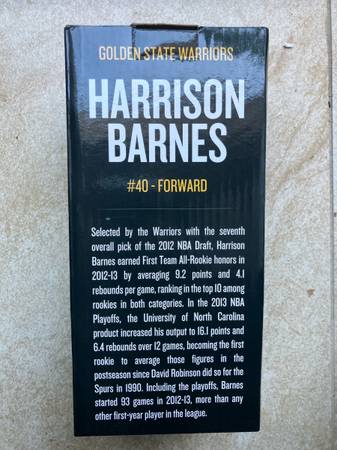 GOLDEN STATE WARRIORS
HARRISON
BARNES
#40 - FORWARD
Selected by the Warriors with the seventh
overall pick of the 2012 NBA Draft, Harrison
Barnes earned First Team All-Rookie honors in
2012-13 by averaging 9.2 points and 4.1
rebounds per game, ranking in the top 10 among
rookies in both categories. In the 2013 NBA
Playoffs, the University of North Carolina
product increased his output to 16.1 points and
6.4 rebounds over 12 games, becoming the first
rookie to average those figures in the
postseason since David Robinson did so for the
Spurs in 1990. Including the playoffs, Barnes
started 93 games in 2012-13, more than any
other first-year player in the league.